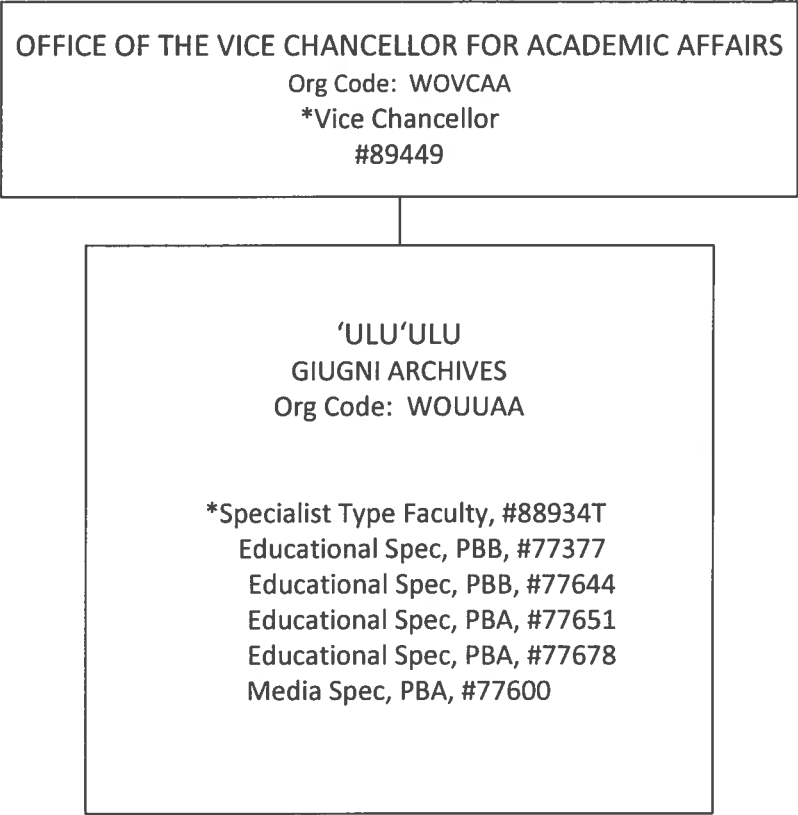 OFFICE OF THE VICE CHANCELLOR FOR ACADEMIC AFFAIRS
Org Code: WOVCAA
*Vice Chancellor
#89449
‘ULU‘ULU
GIUGNI ARCHIVES
Org Code: WOUUAA
*Specialist Type Faculty, #88934T
Educational Spec, PBB, #77377
Educational Spec, PBB, #77644
Educational Spec, PBA, #77651
Educational Spec, PBA, #77678
Media Spec, PBA, #77600